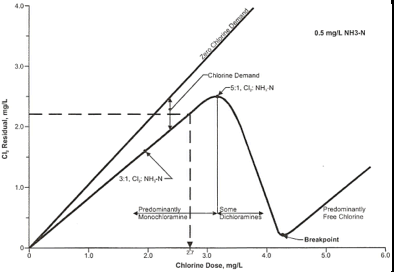 4.0
Zero Chlorine Demand
0.5 mg/L NH3-N
3.0
Chlorine Demand
5:1, Cl₂: NH₃-N
Cl₂ Residual, mg/L
2.0
3:1, Cl₂: NH₃-N
1.0
Predominantly
Monochloramine
Some
Dichloramines
Predominantly
Free Chlorine
Breakpoint
0
0
1.0
2.0
2.7
3.0
4.0
5.0
6.0
Chlorine Dose, mg/L